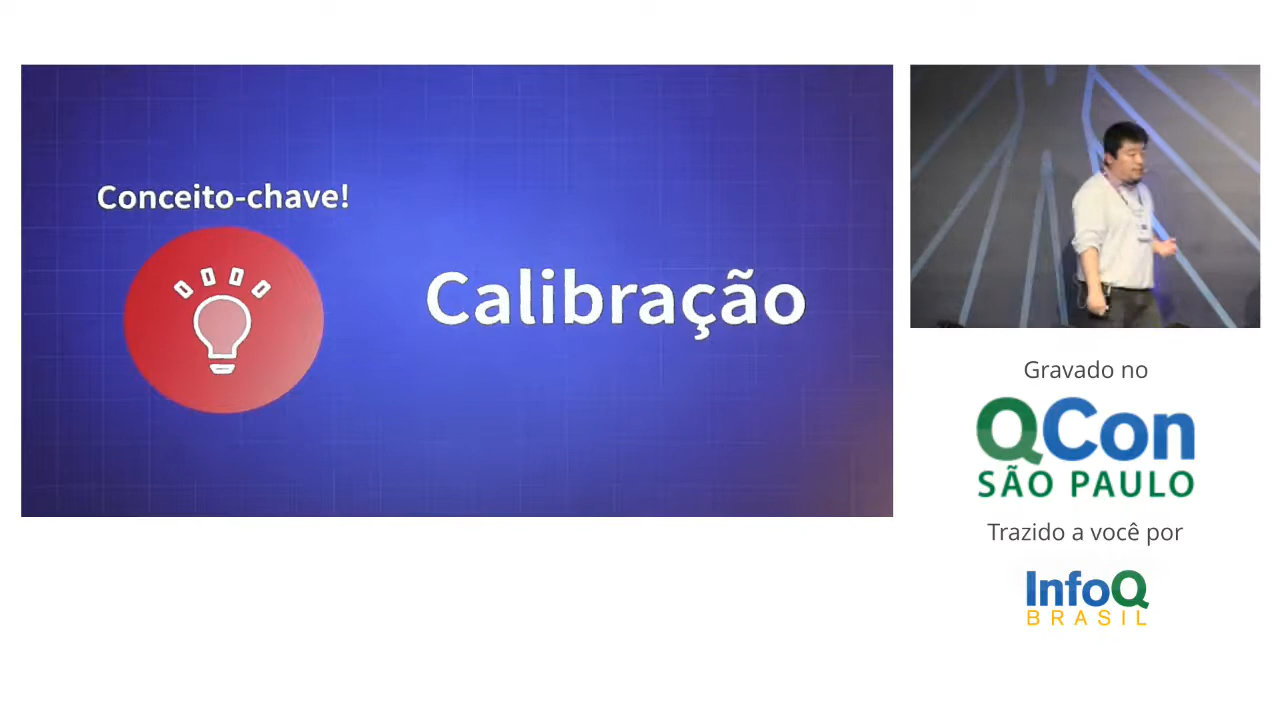 Conceito-chave!
Calibração
Gravado no
QCon
SÃO PAULO
Trazido a você por
InfoQ
BRASIL